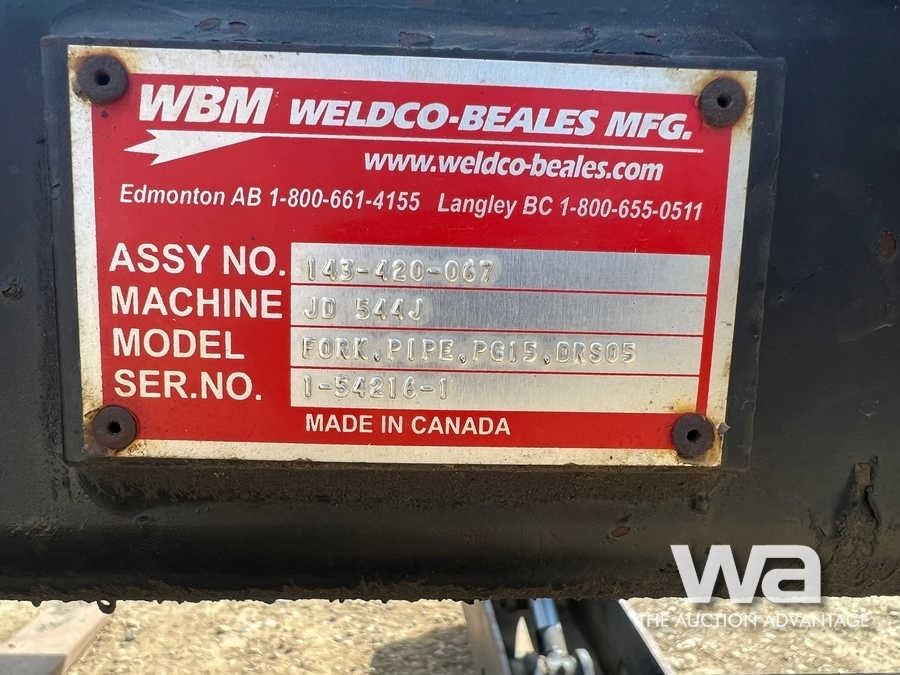 WBM WELDCO-BEALES MFG.
www.weldco-beales.com
Edmonton AB 1-800-661-4155 Langley BC 1-800-655-0511
ASSY NO. 143-420-067
MACHINE JD 544J
MODEL FORK,PIPE,PG15,DRS05
SER.NO. 1-54216-1
MADE IN CANADA
wa
THE AUCTION ADVANTAGE